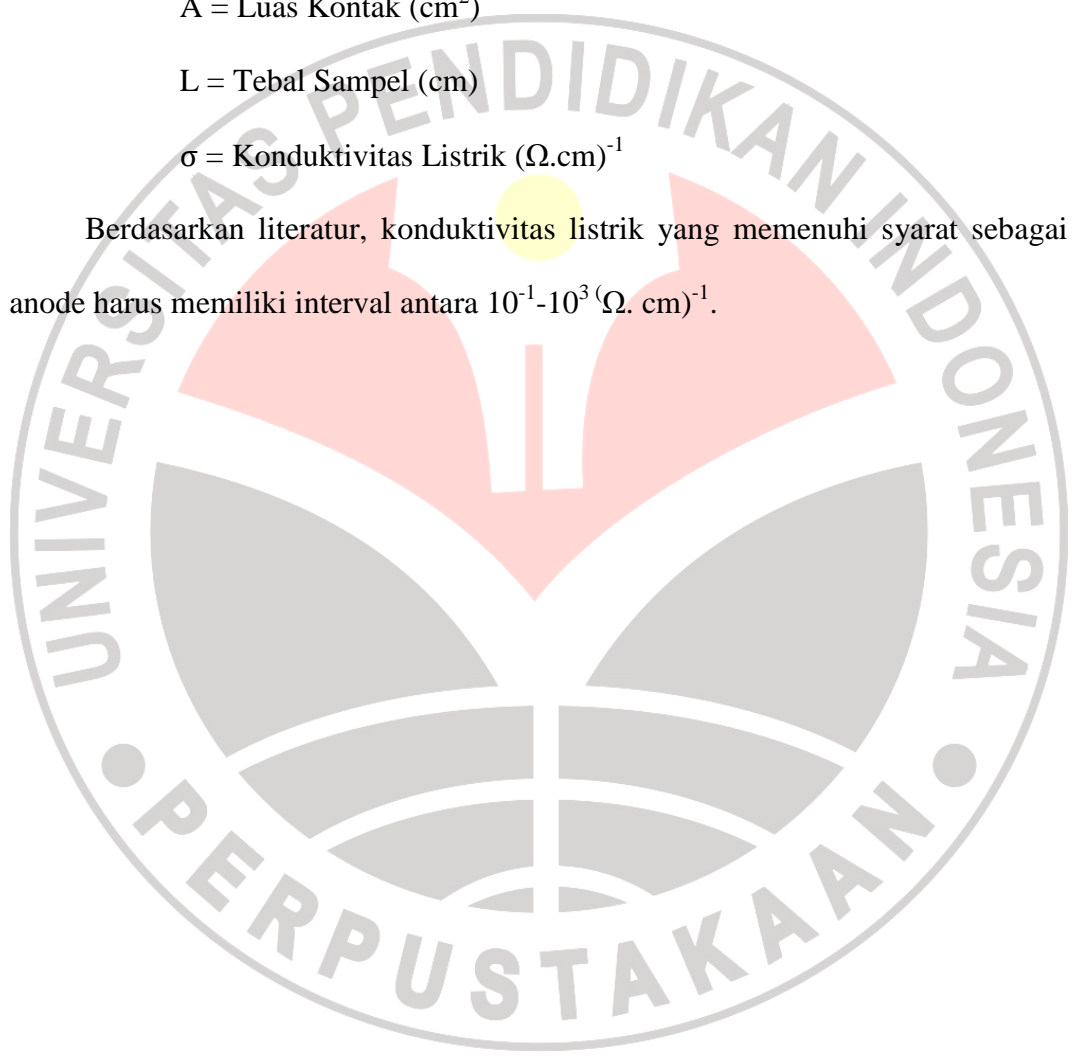 A = Luas Kontak (cm²)
L = Tebal Sampel (cm)
σ = Konduktivitas Listrik (Ω.cm)⁻¹
Berdasarkan literatur, konduktivitas listrik yang memenuhi syarat sebagai
anode harus memiliki interval antara 10⁻¹-10³ ⁽Ω. cm)⁻¹.
UNIVERSITAS PENDIDIKAN INDONESIA
PERPUSTAKAAN